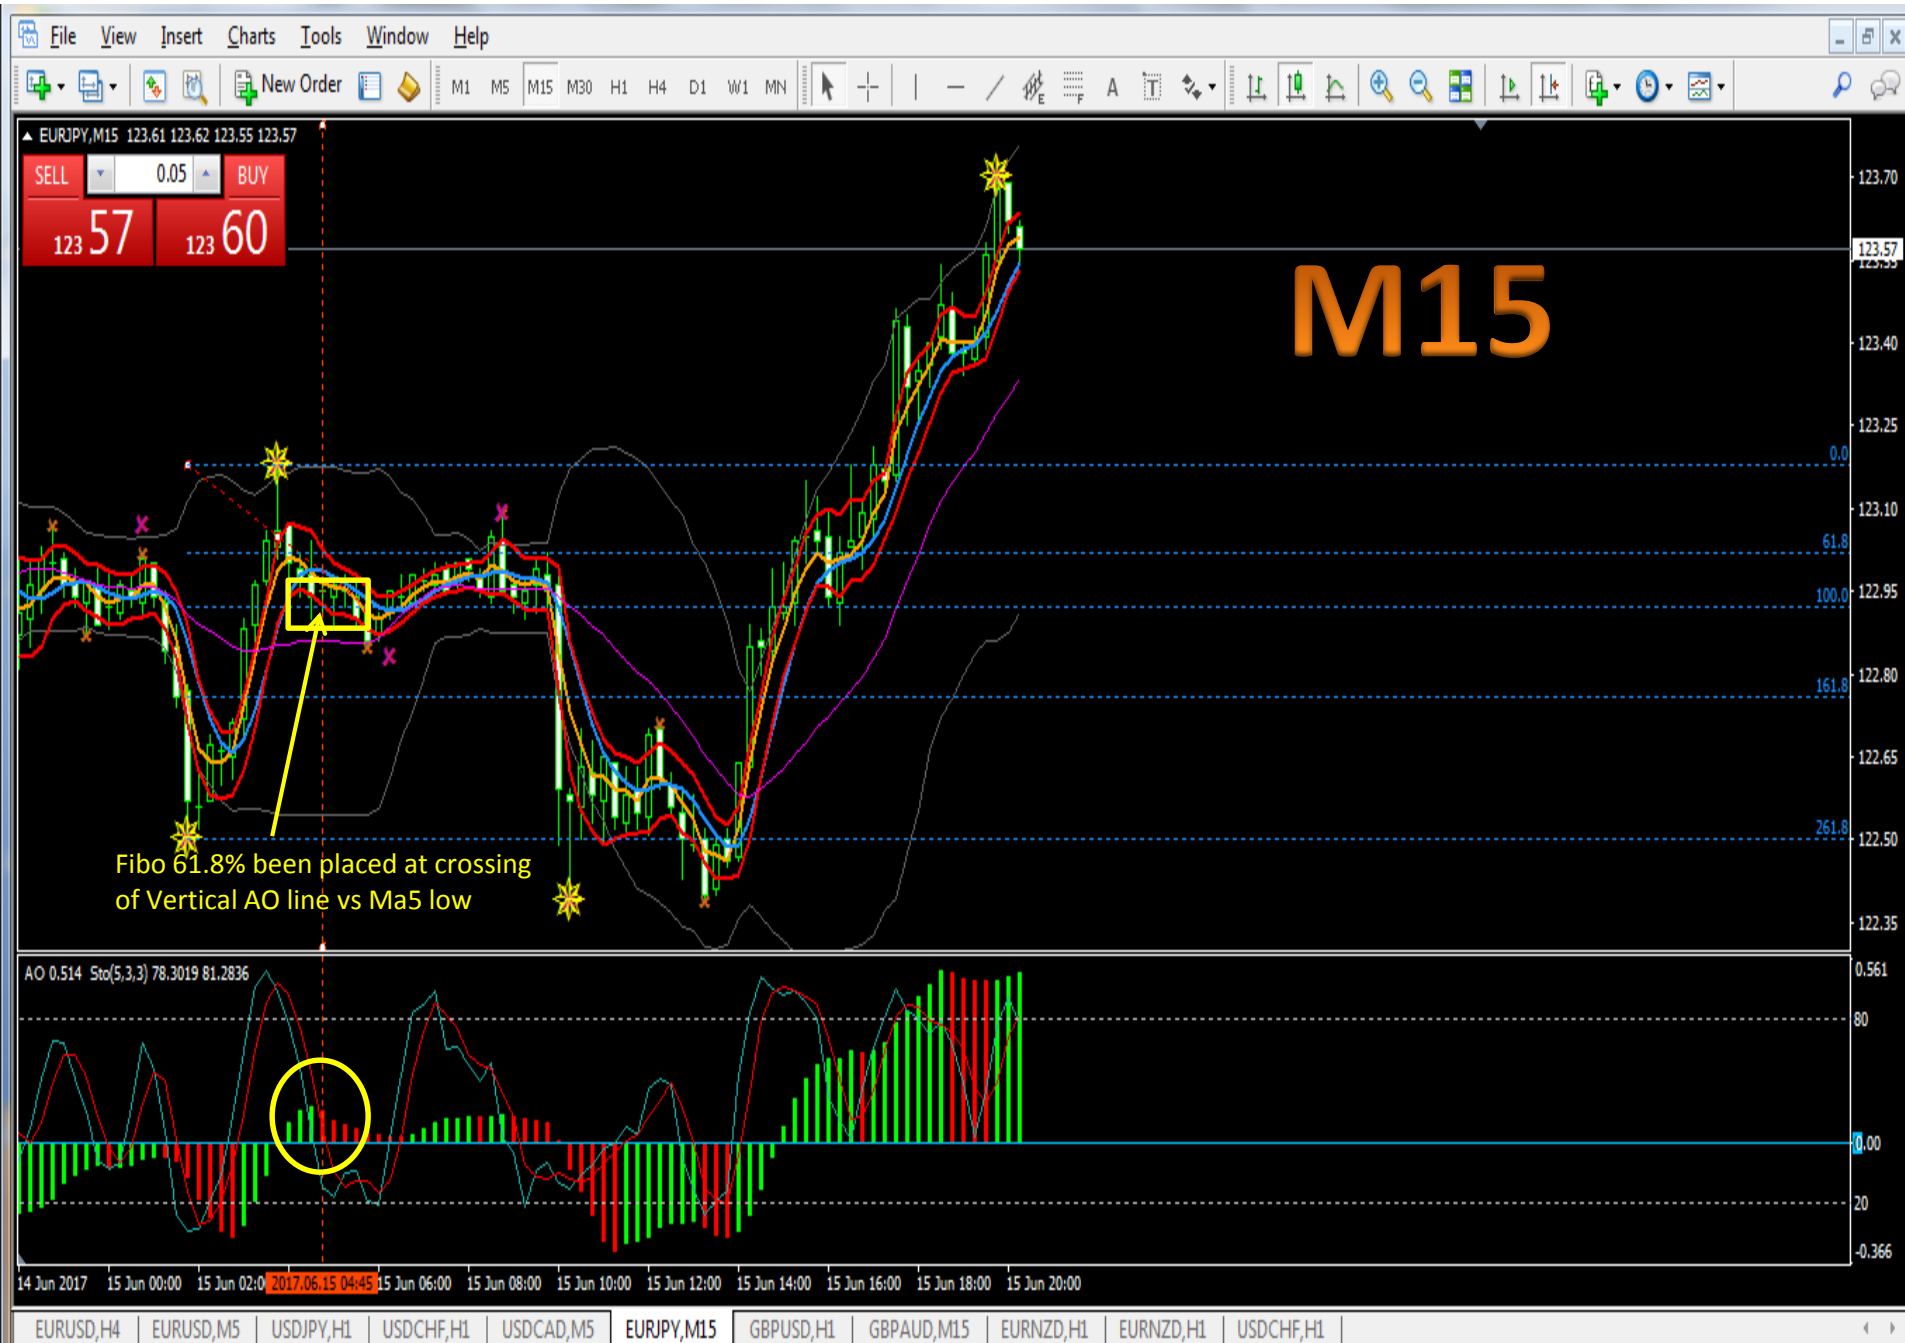 File View Insert Charts Tools Window Help
New Order M1 M5 M15 M30 H1 H4 D1 W1 MN
EURJPY,M15 123.61 123.62 123.55 123.57
SELL 0.05 BUY
123 57 123 60
M15
123.70
123.57
123.55
123.40
123.25
0.0
123.10
61.8
122.95
100.0
122.80
161.8
122.65
261.8
122.50
122.35
Fibo 61.8% been placed at crossing
of Vertical AO line vs Ma5 low
AO 0.514 Sto(5,3,3) 78.3019 81.2836
0.561
80
0.00
20
-0.366
14 Jun 2017 15 Jun 00:00 15 Jun 02:0 2017.06.15 04:45 15 Jun 06:00 15 Jun 08:00 15 Jun 10:00 15 Jun 12:00 15 Jun 14:00 15 Jun 16:00 15 Jun 18:00 15 Jun 20:00
EURUSD,H4 EURUSD,M5 USDJPY,H1 USDCHF,H1 USDCAD,M5 EURJPY,M15 GBPUSD,H1 GBPAUD,M15 EURNZD,H1 EURNZD,H1 USDCHF,H1